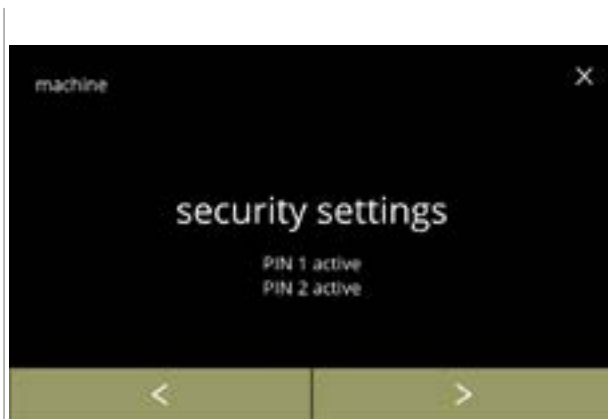 machine
X
security settings
PIN 1 active
PIN 2 active
< >